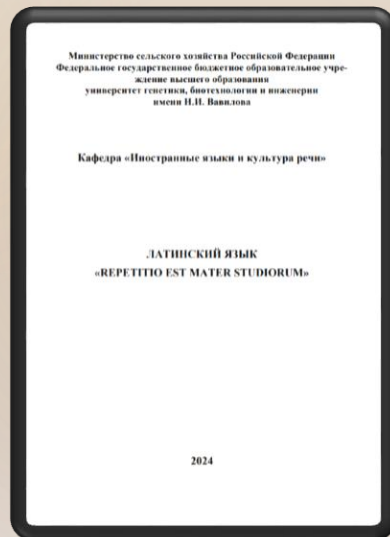 Министерство сельского хозяйства Российской Федерации
Федеральное государственное бюджетное образовательное учре-
ждение высшего образования
университет генетики, биотехнологии и инженерии
имени Н.И. Вавилова
Кафедра «Иностранные языки и культура речи»
ЛАТИНСКИЙ ЯЗЫК
«REPETITIO EST MATER STUDIORUM»
2024